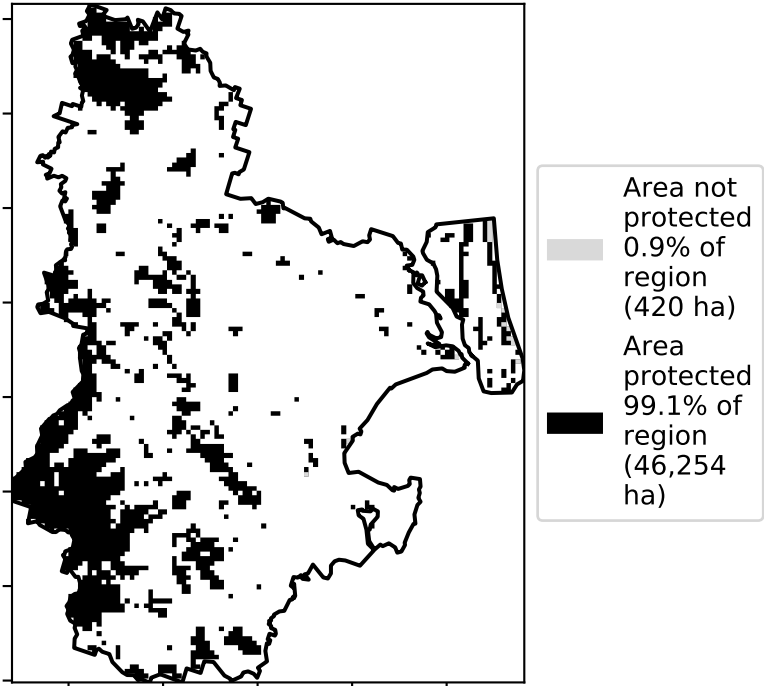 Area not
protected
0.9% of
region
(420 ha)
Area
protected
99.1% of
region
(46,254
ha)